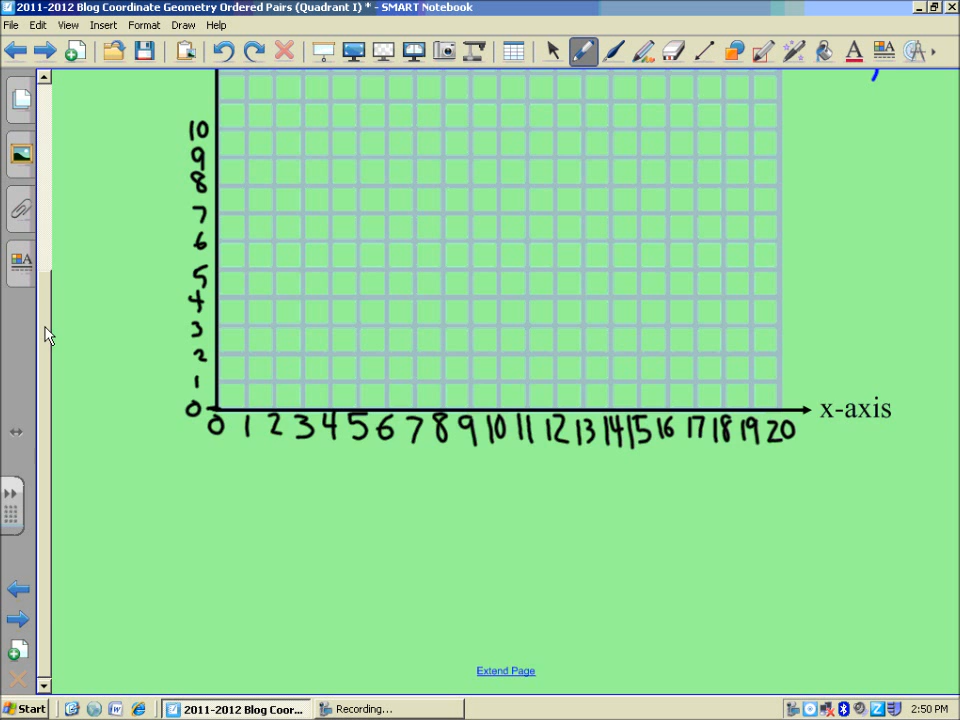 2011-2012 Blog Coordinate Geometry Ordered Pairs (Quadrant I) * - SMART Notebook
File Edit View Insert Format Draw Help
10
9
8
7
6
5
4
3
2
1
0
x-axis
0 1 2 3 4 5 6 7 8 9 10 11 12 13 14 15 16 17 18 19 20
Extend Page
Start 2011-2012 Blog Coor... Recording... 2:50 PM